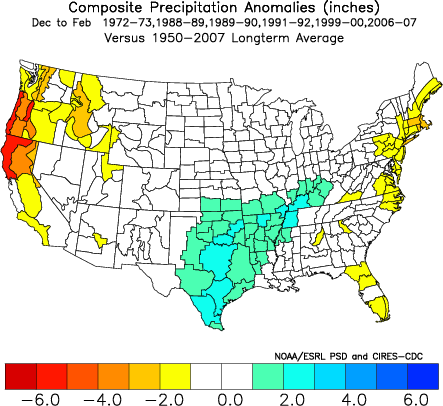 Composite Precipitation Anomalies (inches)
Dec to Feb 1972-73,1988-89,1989-90,1991-92,1999-00,2006-07
Versus 1950-2007 Longterm Average
NOAA/ESRL PSD and CIRES-CDC
-6.0 -4.0 -2.0 0.0 2.0 4.0 6.0